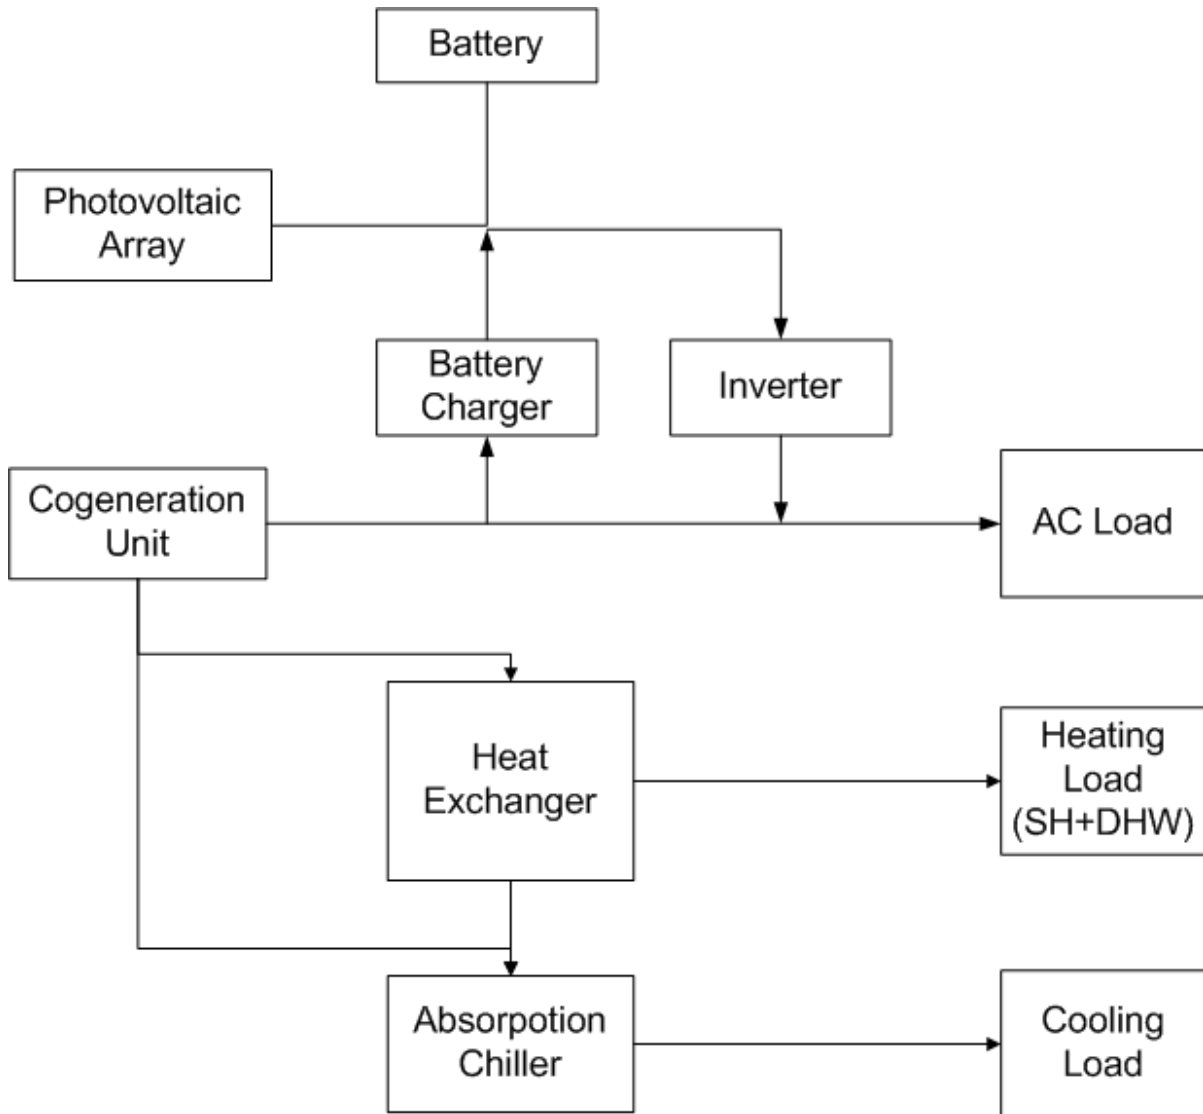 Battery
Photovoltaic
Array
Battery
Charger
Inverter
Cogeneration
Unit
AC Load
Heat
Exchanger
Heating
Load
(SH+DHW)
Absorpotion
Chiller
Cooling
Load